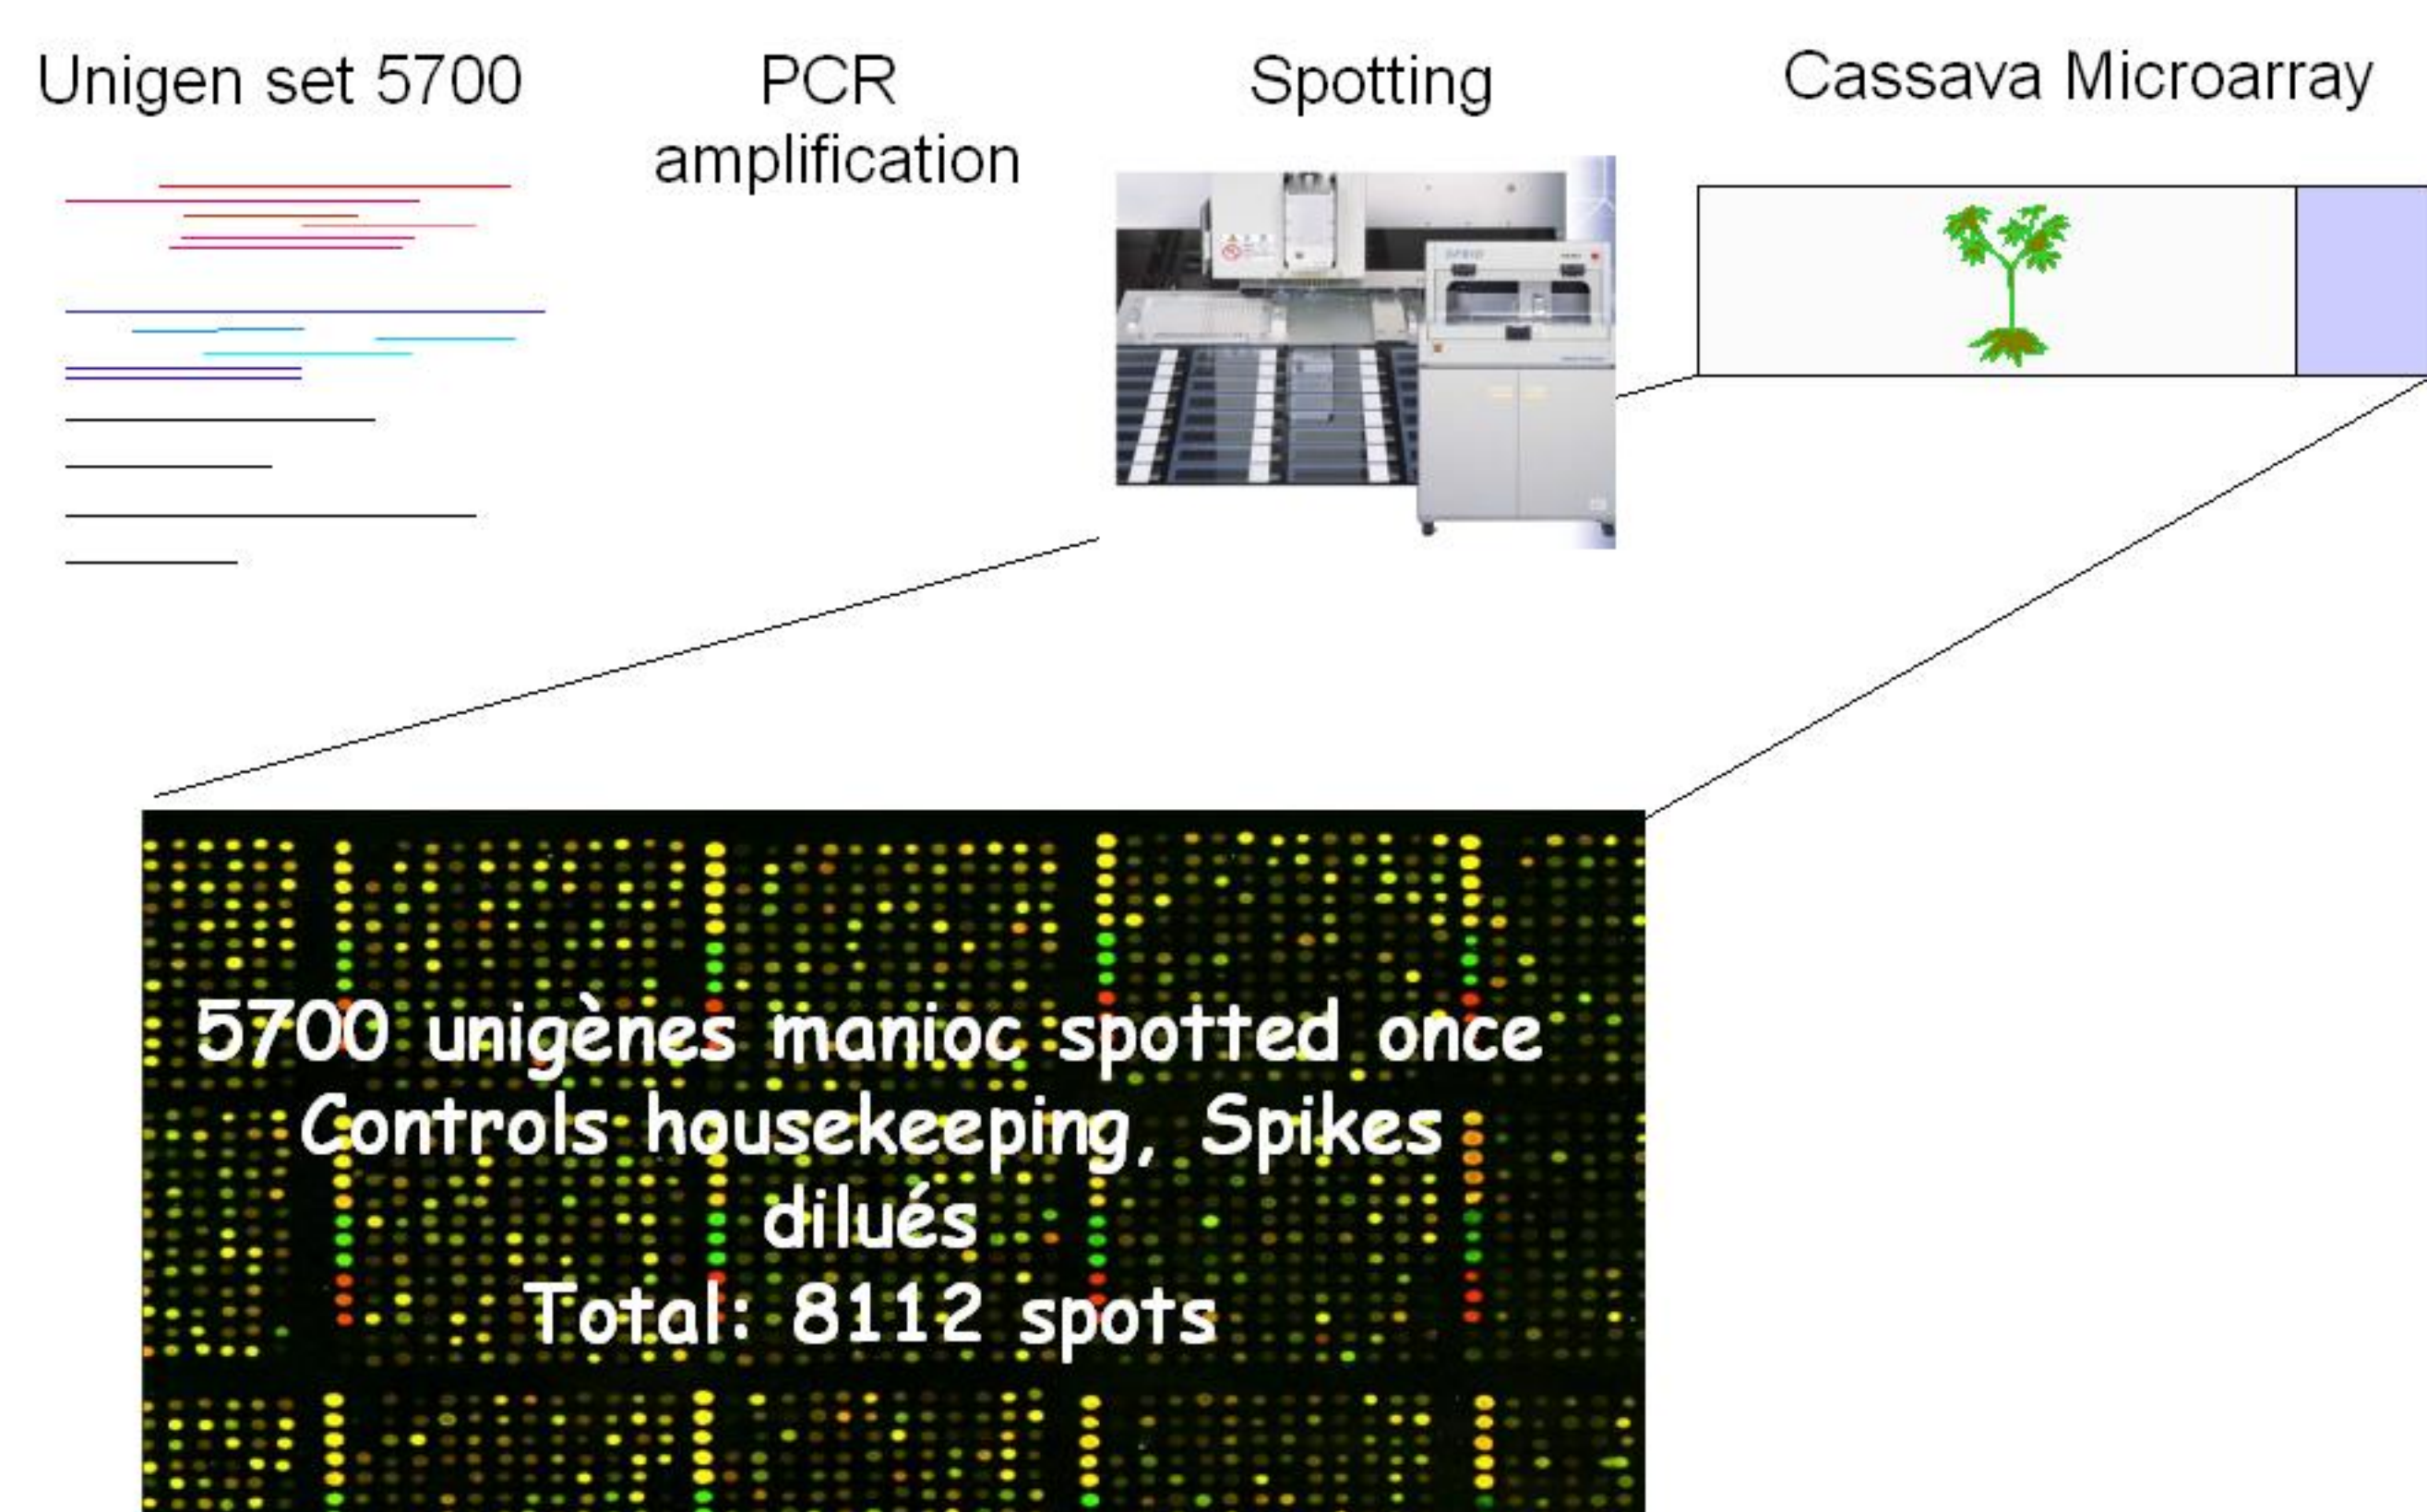 Unigen set 5700
PCR
amplification
Spotting
Cassava Microarray
5700 unigènes manioc spotted once
Controls housekeeping, Spikes
dilués
Total: 8112 spots